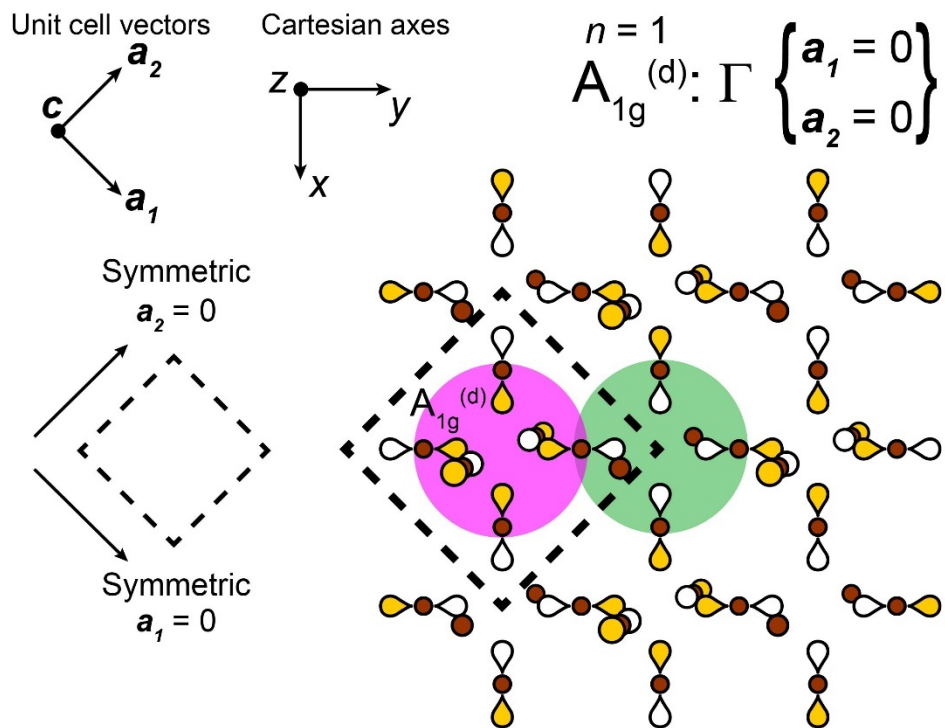 Unit cell vectors
a₂
c
a₁
Cartesian axes
z
y
x
n = 1
A₁g⁽ᵈ⁾: Γ { a₁ = 0
a₂ = 0 }
Symmetric
a₂ = 0
A₁g⁽ᵈ⁾
Symmetric
a₁ = 0